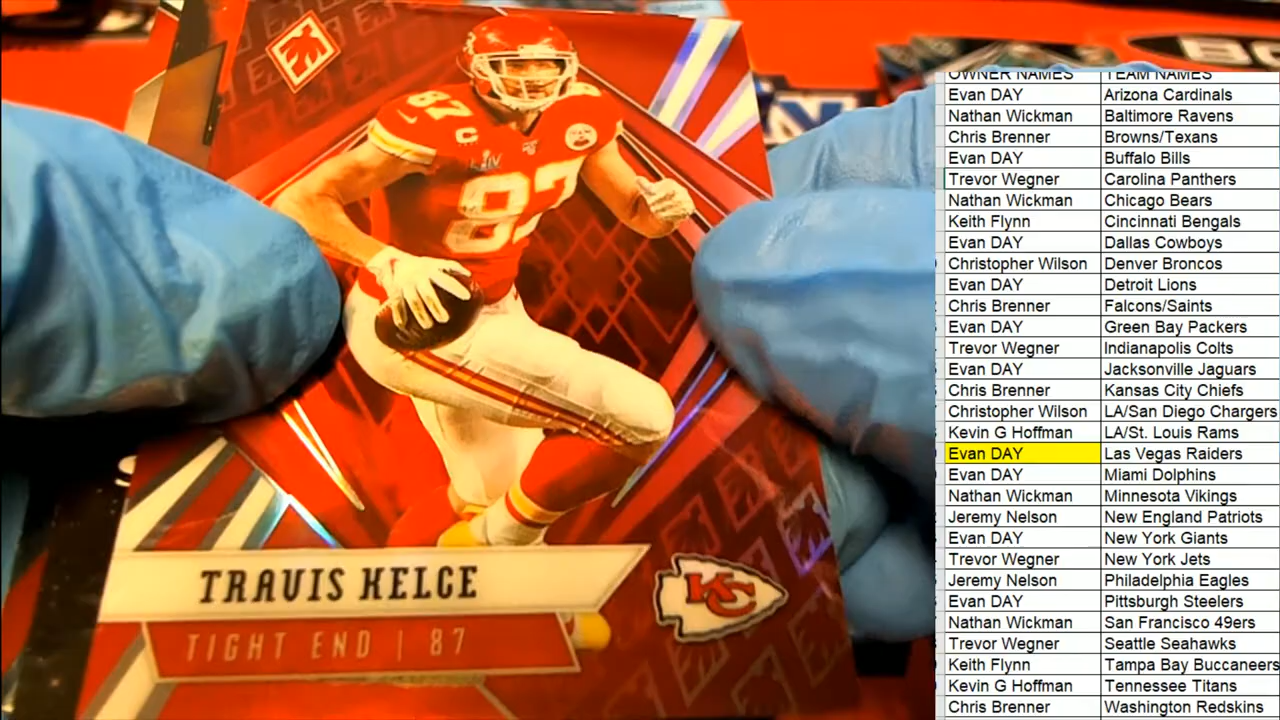 87 C
LIV
87
TRAVIS KELCE
TIGHT END | 87
KC
OWNER NAMES TEAM NAMES
Evan DAY Arizona Cardinals
Nathan Wickman Baltimore Ravens
Chris Brenner Browns/Texans
Evan DAY Buffalo Bills
Trevor Wegner Carolina Panthers
Nathan Wickman Chicago Bears
Keith Flynn Cincinnati Bengals
Evan DAY Dallas Cowboys
Christopher Wilson Denver Broncos
Evan DAY Detroit Lions
Chris Brenner Falcons/Saints
Evan DAY Green Bay Packers
Trevor Wegner Indianapolis Colts
Evan DAY Jacksonville Jaguars
Chris Brenner Kansas City Chiefs
Christopher Wilson LA/San Diego Chargers
Kevin G Hoffman LA/St. Louis Rams
Evan DAY Las Vegas Raiders
Evan DAY Miami Dolphins
Nathan Wickman Minnesota Vikings
Jeremy Nelson New England Patriots
Evan DAY New York Giants
Trevor Wegner New York Jets
Jeremy Nelson Philadelphia Eagles
Evan DAY Pittsburgh Steelers
Nathan Wickman San Francisco 49ers
Trevor Wegner Seattle Seahawks
Keith Flynn Tampa Bay Buccaneers
Kevin G Hoffman Tennessee Titans
Chris Brenner Washington Redskins